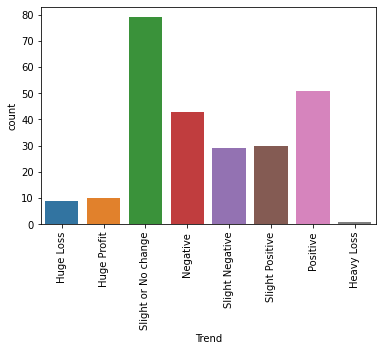 80
70
60
50
40
30
20
10
0
count
Huge Loss
Huge Profit
Slight or No change
Negative
Slight Negative
Slight Positive
Positive
Heavy Loss
Trend